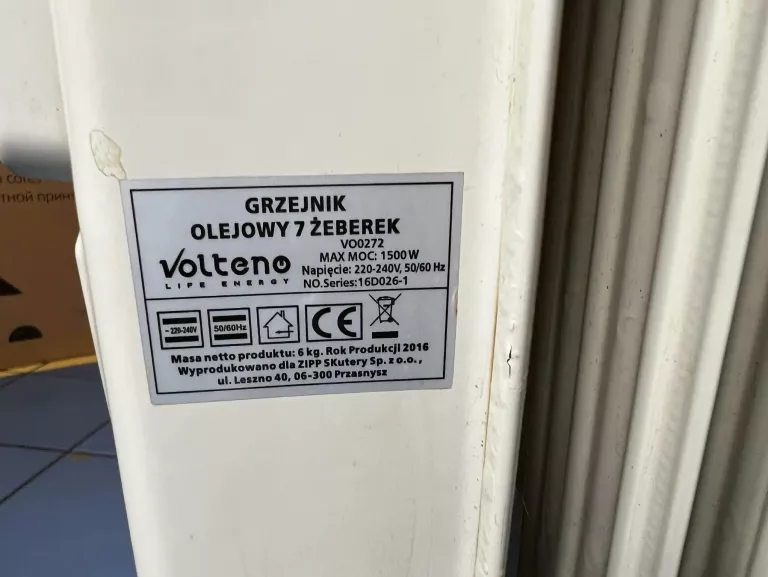 GRZEJNIK
OLEJOWY 7 ŻEBEREK
VO0272
MAX MOC: 1500 W
Napięcie: 220-240V, 50/60 Hz
NO.Series:16D026-1
Volteno
LIFE ENERGY
~ 220-240V
50/60Hz
CE
Masa netto produktu: 6 kg. Rok Produkcji 2016
Wyprodukowano dla ZIPP SKutery Sp. z o.o.,
ul. Leszno 40, 06-300 Przasnysz
cores